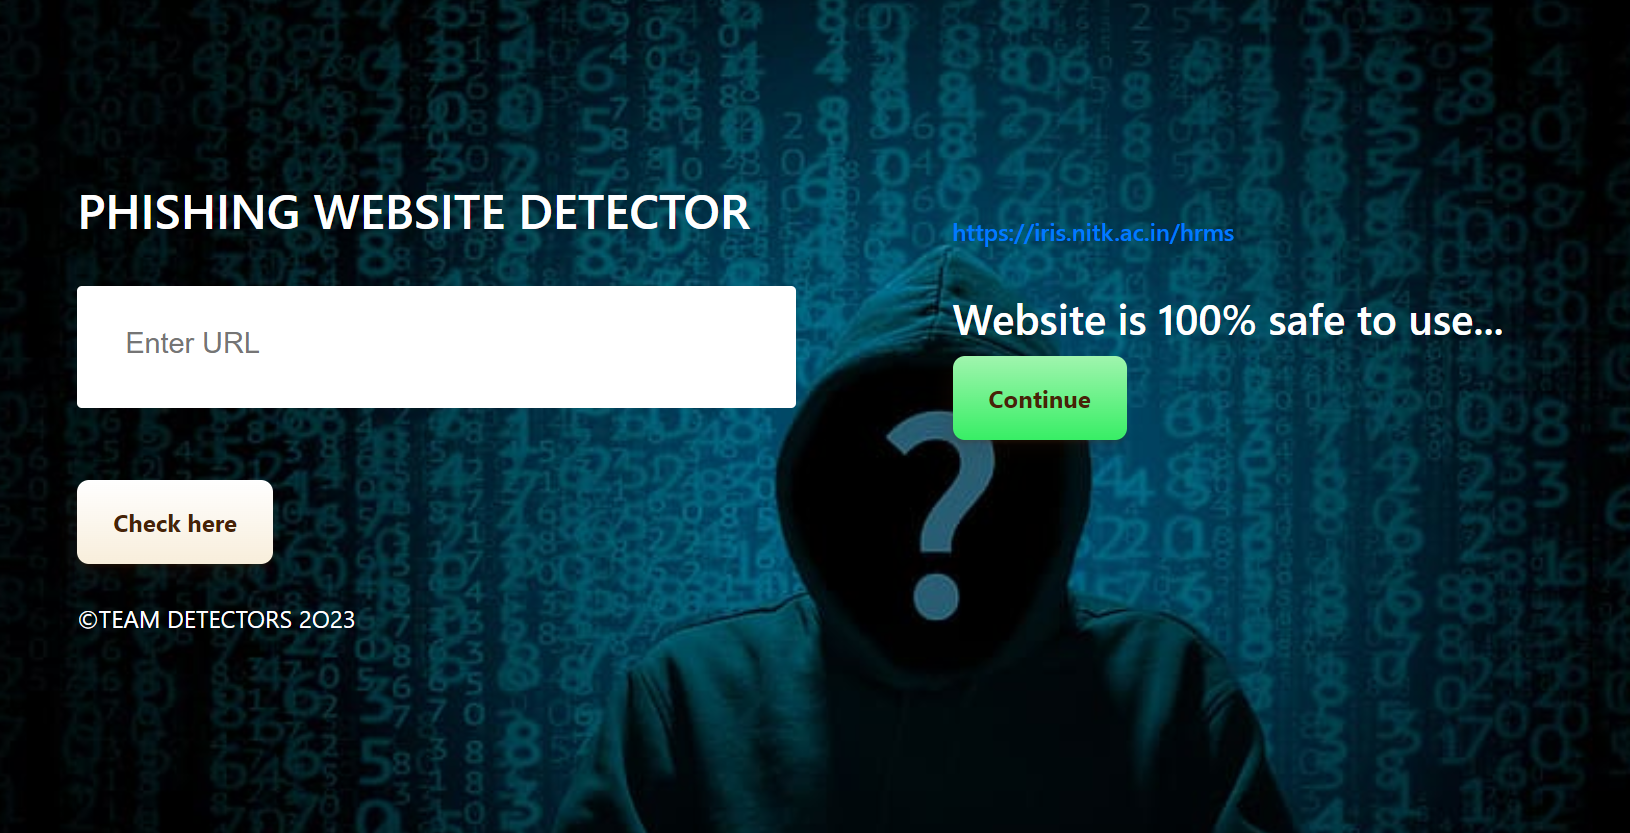 PHISHING WEBSITE DETECTOR
Enter URL
Check here
©TEAM DETECTORS 2O23
https://iris.nitk.ac.in/hrms
Website is 100% safe to use...
Continue
?